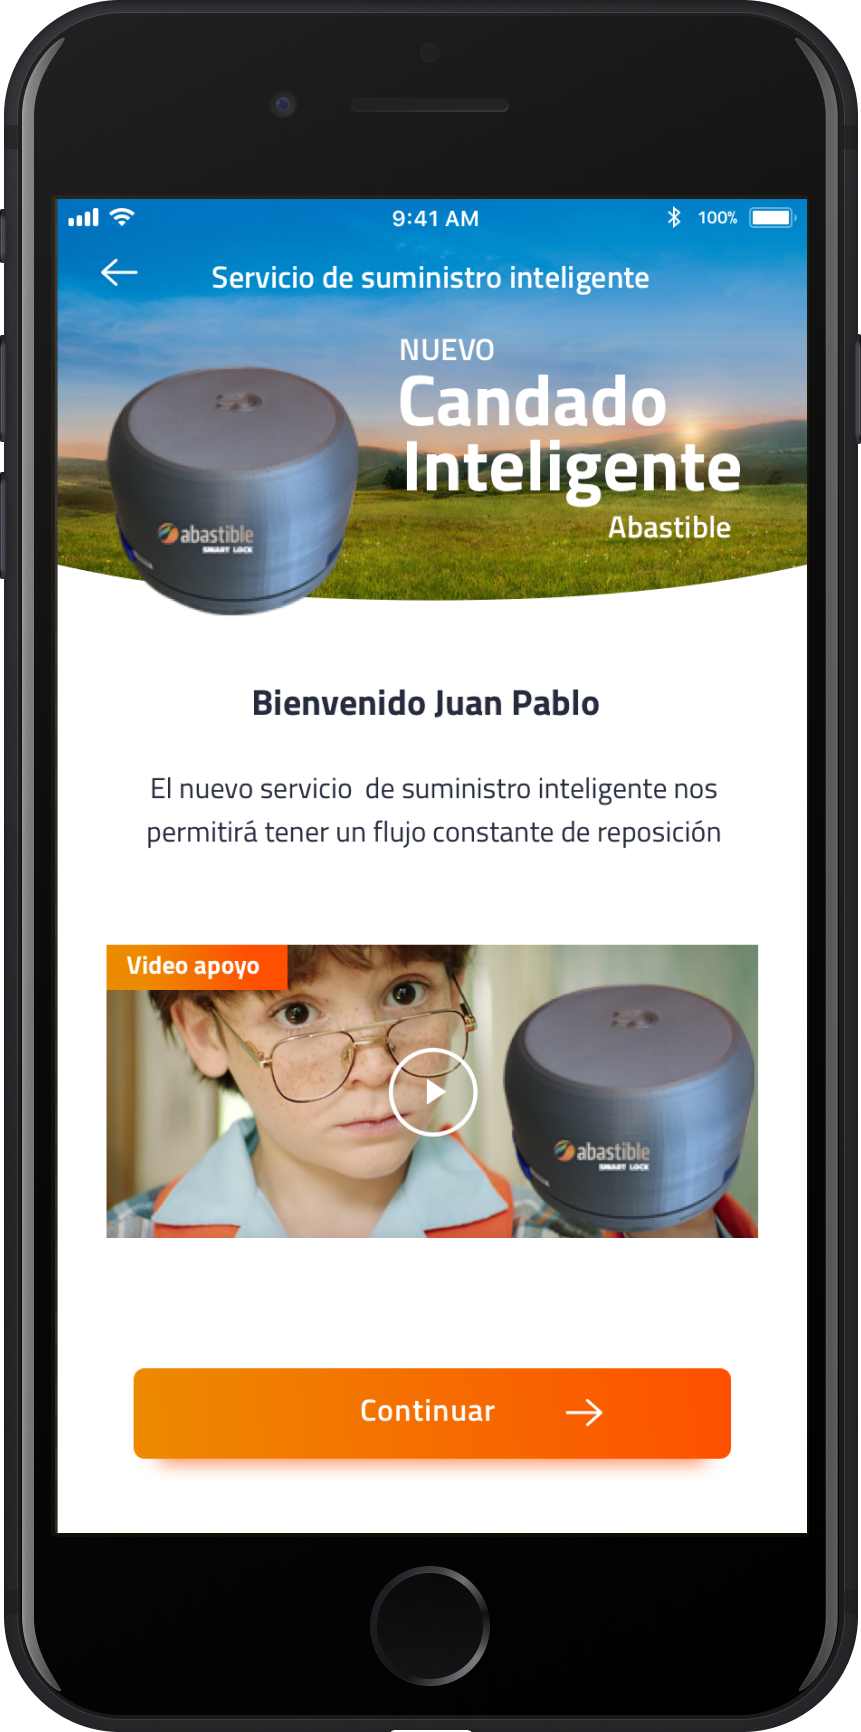 9:41 AM
100%
Servicio de suministro inteligente
NUEVO
Candado
Inteligente
Abastible
abastible
SMART LOCK
Bienvenido Juan Pablo
El nuevo servicio de suministro inteligente nos
permitirá tener un flujo constante de reposición
Video apoyo
abastible
SMART LOCK
Continuar